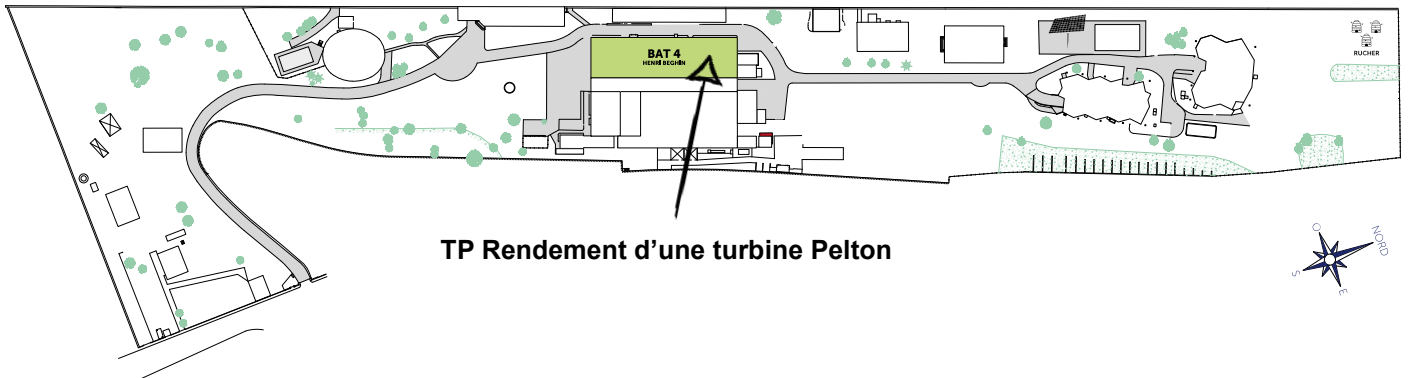 BAT 4
HENRI BEGHIN
RUCHER
TP Rendement d'une turbine Pelton
O
NORD
S
E